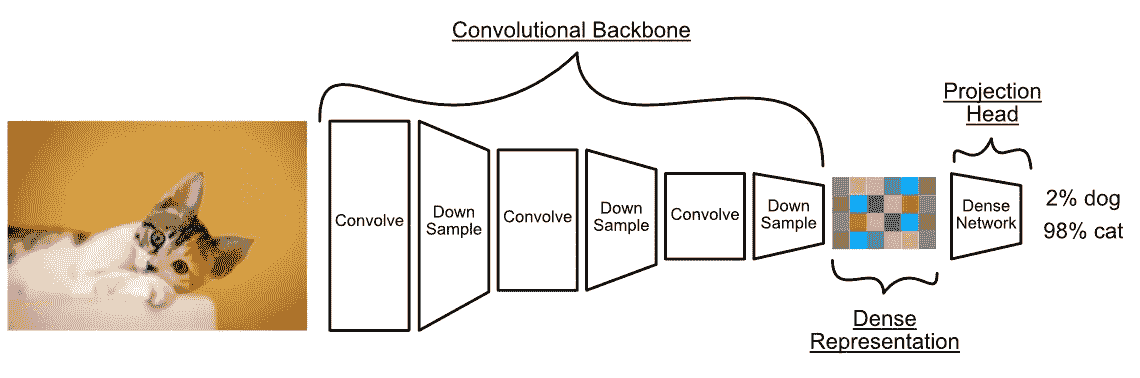 Convolutional Backbone
Projection
Head
Convolve
Down
Sample
Convolve
Down
Sample
Convolve
Down
Sample
Dense
Network
2% dog
98% cat
Dense
Representation